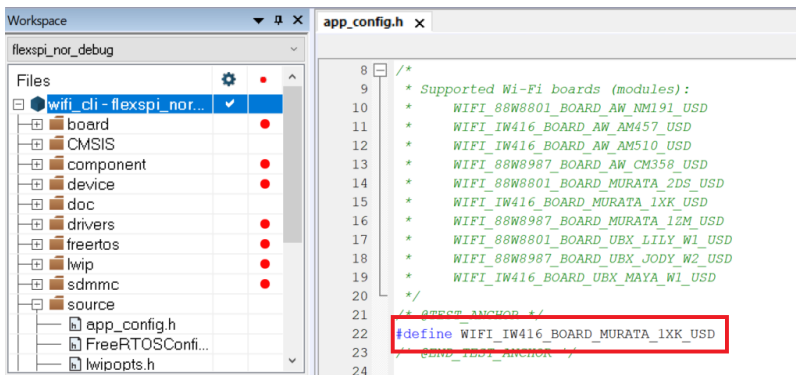 Workspace
flexspi_nor_debug
Files
wifi_cli - flexspi_nor...
board
CMSIS
component
device
doc
drivers
freertos
lwip
sdmmc
source
app_config.h
FreeRTOSConfi...
lwipopts.h
app_config.h x
8 /*
9 * Supported Wi-Fi boards (modules):
10 * WIFI_88W8801_BOARD_AW_NM191_USD
11 * WIFI_IW416_BOARD_AW_AM457_USD
12 * WIFI_IW416_BOARD_AW_AM510_USD
13 * WIFI_88W8987_BOARD_AW_CM358_USD
14 * WIFI_88W8801_BOARD_MURATA_2DS_USD
15 * WIFI_IW416_BOARD_MURATA_1XK_USD
16 * WIFI_88W8987_BOARD_MURATA_1ZM_USD
17 * WIFI_88W8801_BOARD_UBX_LILY_W1_USD
18 * WIFI_88W8987_BOARD_UBX_JODY_W2_USD
19 * WIFI_IW416_BOARD_UBX_MAYA_W1_USD
20 */
21 /* @TEST_ANCHOR */
22 #define WIFI_IW416_BOARD_MURATA_1XK_USD
23 /* @END_TEST_ANCHOR */
24